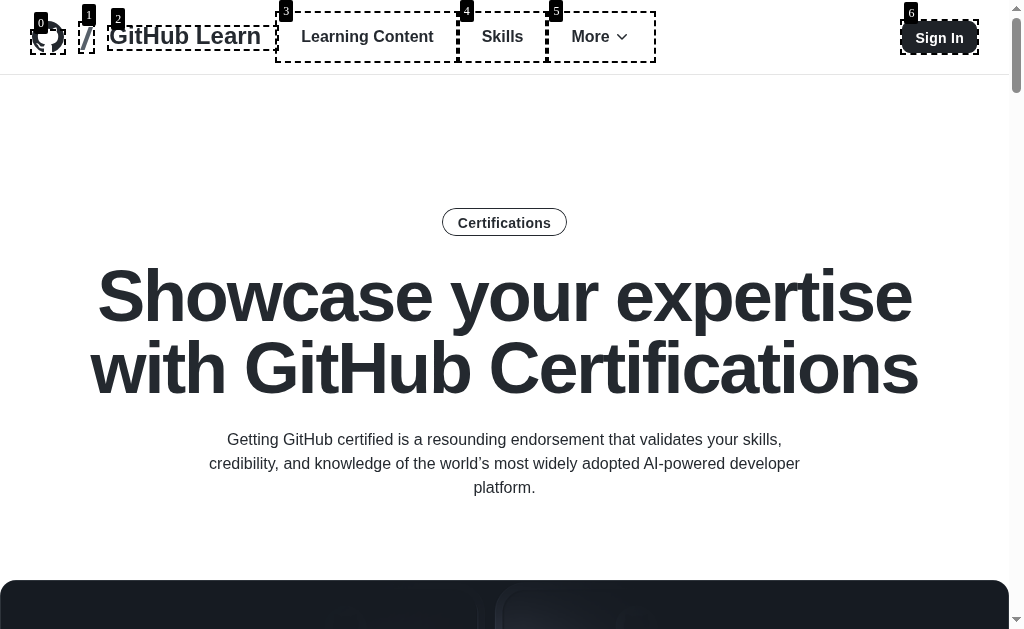 0
1
2
3
4
5
6
/
GitHub Learn
Learning Content
Skills
More
Sign In
Certifications
Showcase your expertise
with GitHub Certifications
Getting GitHub certified is a resounding endorsement that validates your skills,
credibility, and knowledge of the world’s most widely adopted AI-powered developer
platform.